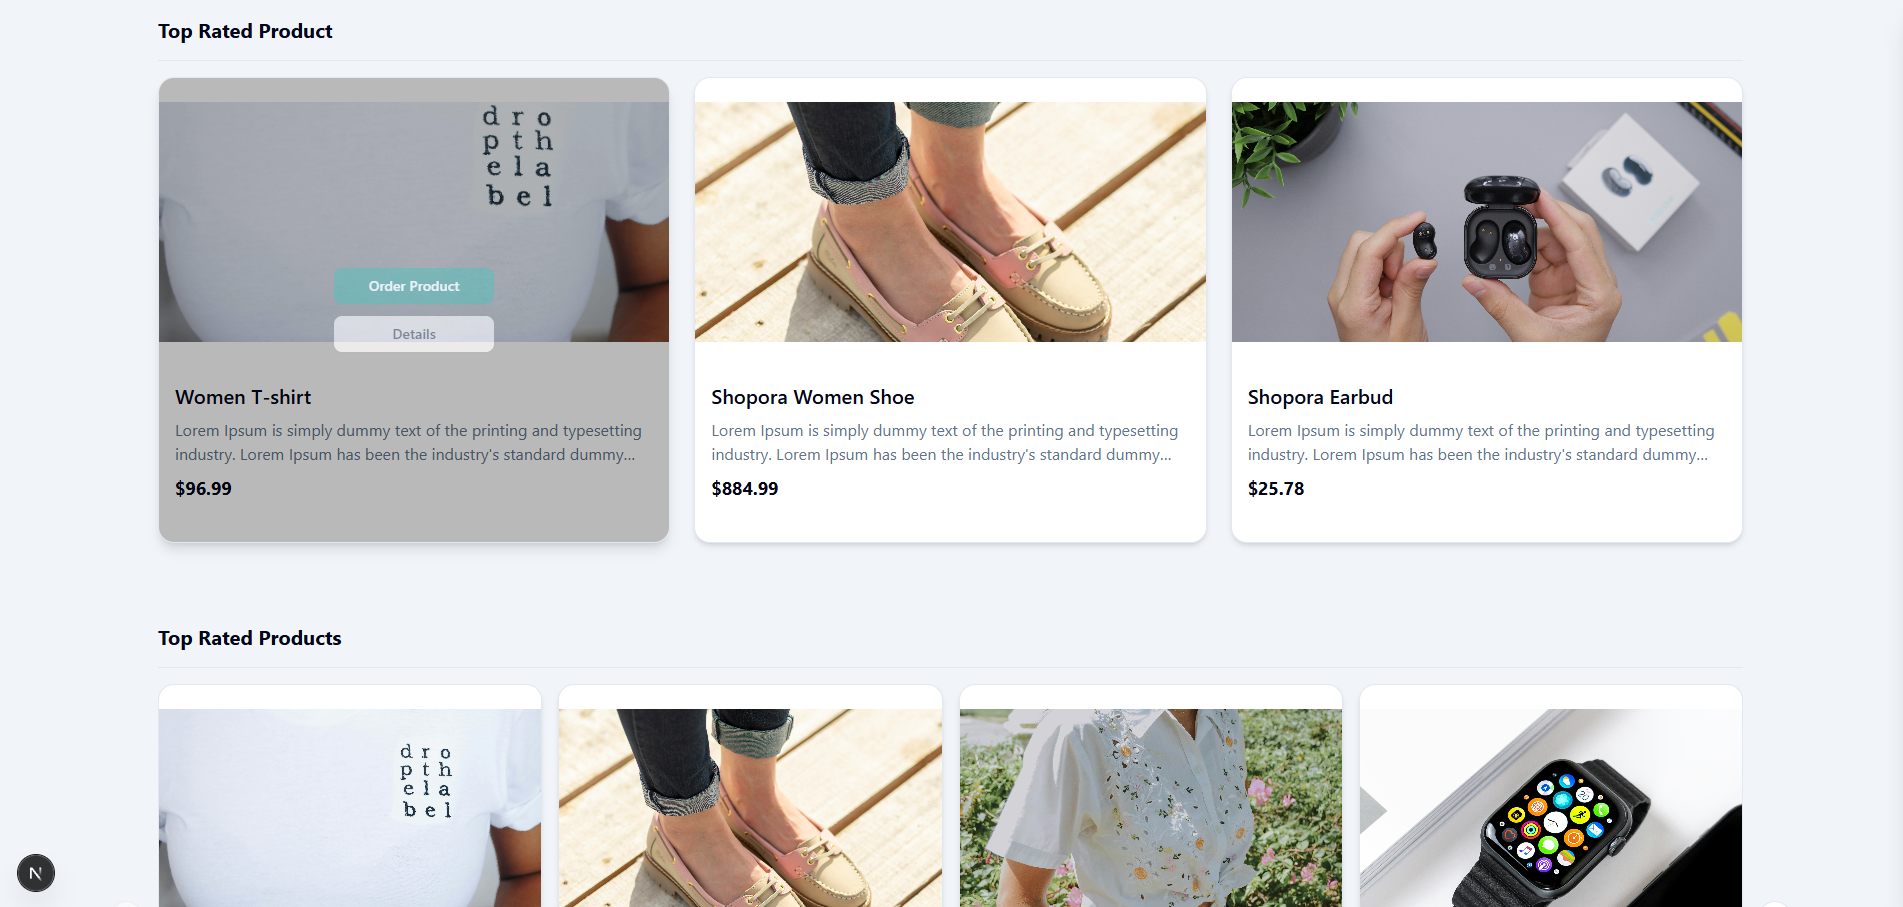 Top Rated Product
d r o
p t h
e l a
b e l
Order Product
Details
Women T-shirt
Lorem Ipsum is simply dummy text of the printing and typesetting
industry. Lorem Ipsum has been the industry's standard dummy...
$96.99
Shopora Women Shoe
Lorem Ipsum is simply dummy text of the printing and typesetting
industry. Lorem Ipsum has been the industry's standard dummy...
$884.99
Shopora Earbud
Lorem Ipsum is simply dummy text of the printing and typesetting
industry. Lorem Ipsum has been the industry's standard dummy...
$25.78
Top Rated Products
d r o
p t h
e l a
b e l
N